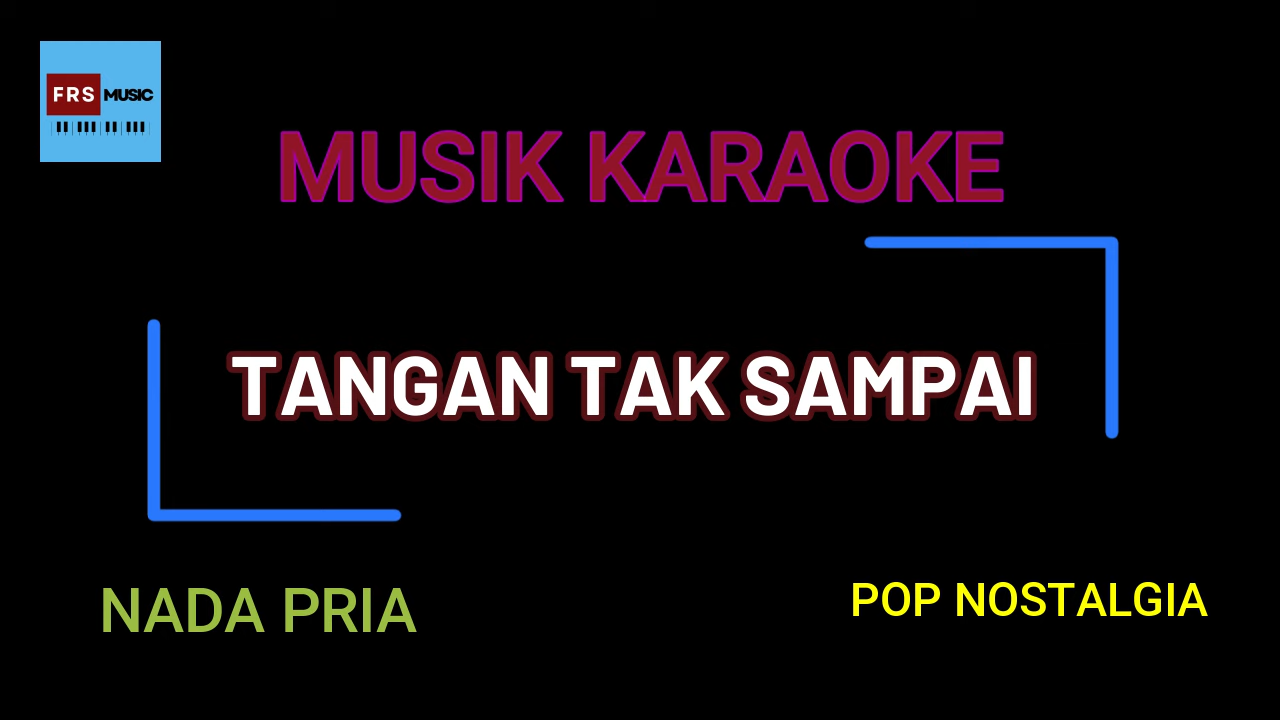 FRS MUSIC
MUSIK KARAOKE
TANGAN TAK SAMPAI
NADA PRIA
POP NOSTALGIA